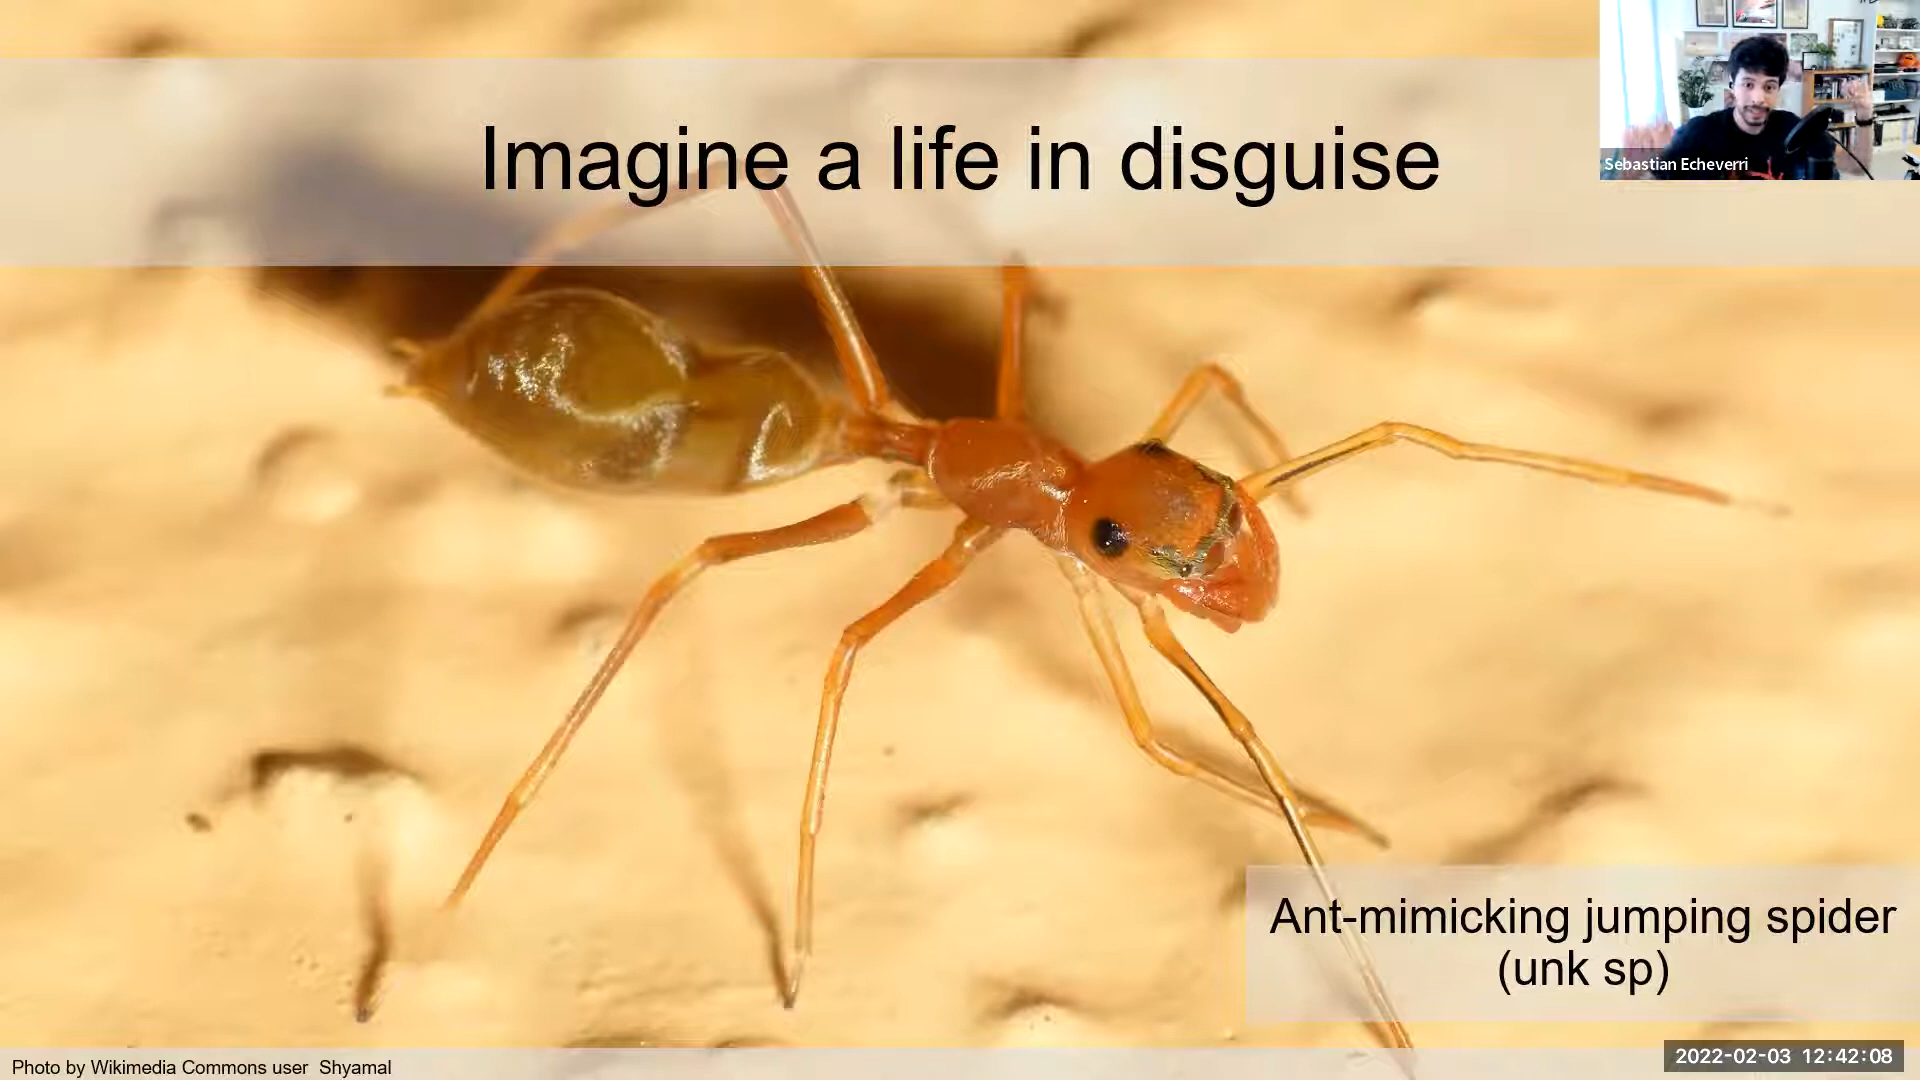 Imagine a life in disguise
Sebastian Echeverri
Ant-mimicking jumping spider
(unk sp)
Photo by Wikimedia Commons user  Shyamal
2022-02-03 12:42:08